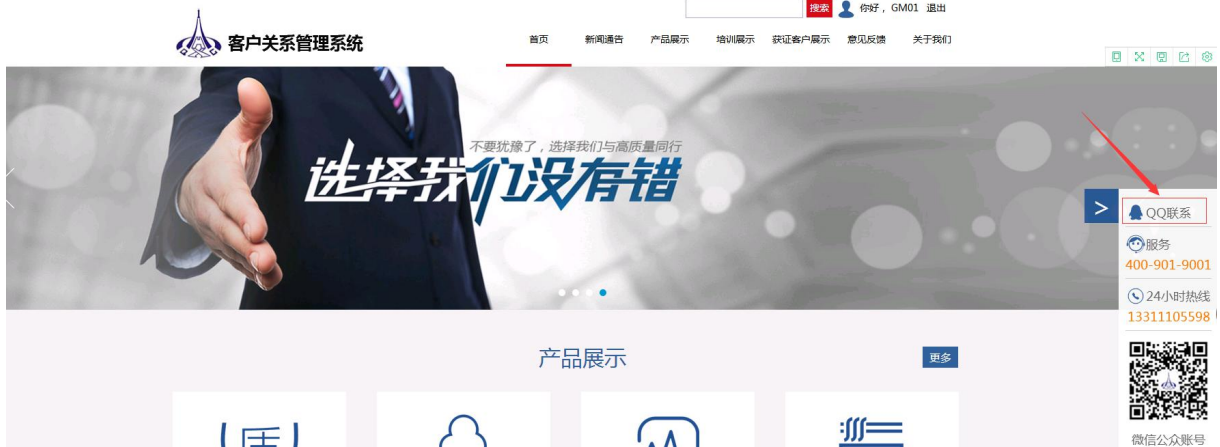 搜索 你好，GM01 退出
客户关系管理系统
首页 新闻通告 产品展示 培训展示 获证客户展示 意见反馈 关于我们
不要犹豫了，选择我们与高质量同行
选择我们没有错
>
QQ联系
服务
400-901-9001
24小时热线
13311105598
产品展示
更多
微信公众账号